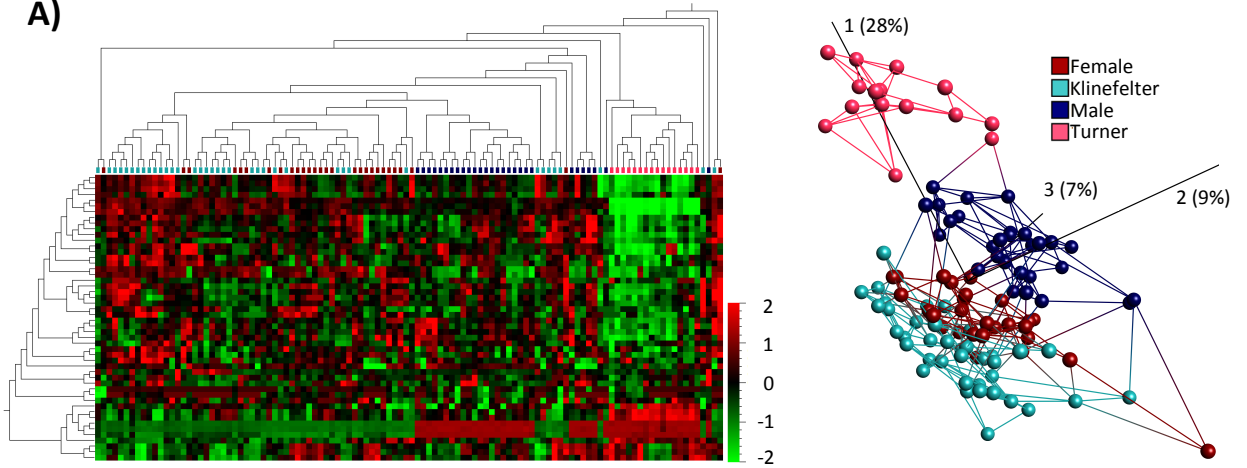 A)
1 (28%)
Female
Klinefelter
Male
Turner
3 (7%)
2 (9%)
2
1
0
-1
-2